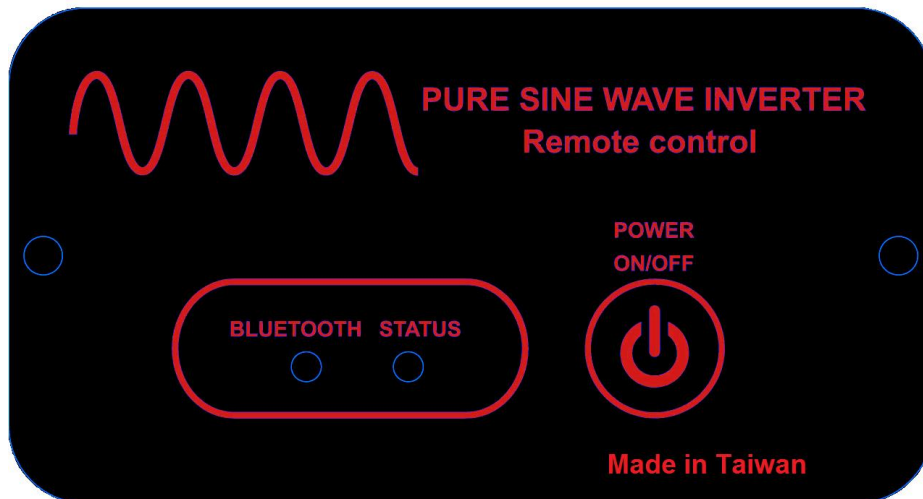 PURE SINE WAVE INVERTER
Remote control
POWER
ON/OFF
BLUETOOTH STATUS
Made in Taiwan